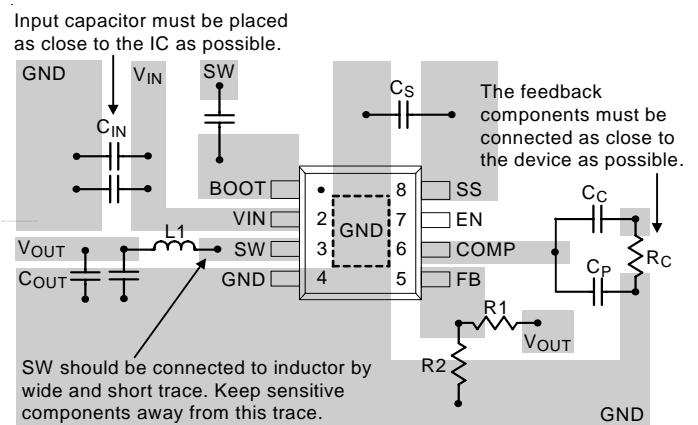 Input capacitor must be placed
as close to the IC as possible.
GND
VIN
SW
CS
The feedback
components must be
connected as close to
the device as possible.
CIN
BOOT
8
SS
VIN
2
GND
7
EN
CC
L1
VOUT
SW
3
6
COMP
RC
COUT
GND
4
5
FB
CP
R1
VOUT
R2
SW should be connected to inductor by
wide and short trace. Keep sensitive
components away from this trace.
GND